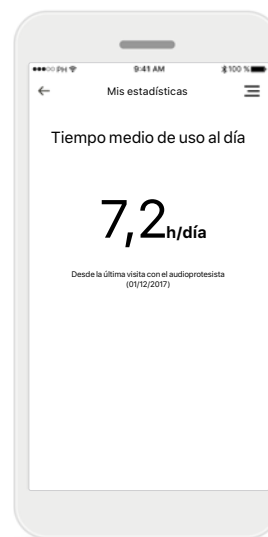 ●●●○○ PH 9:41 AM 100 %
Mis estadísticas
Tiempo medio de uso al día
7,2h/día
Desde la última visita con el audioprotesista
(01/12/2017)